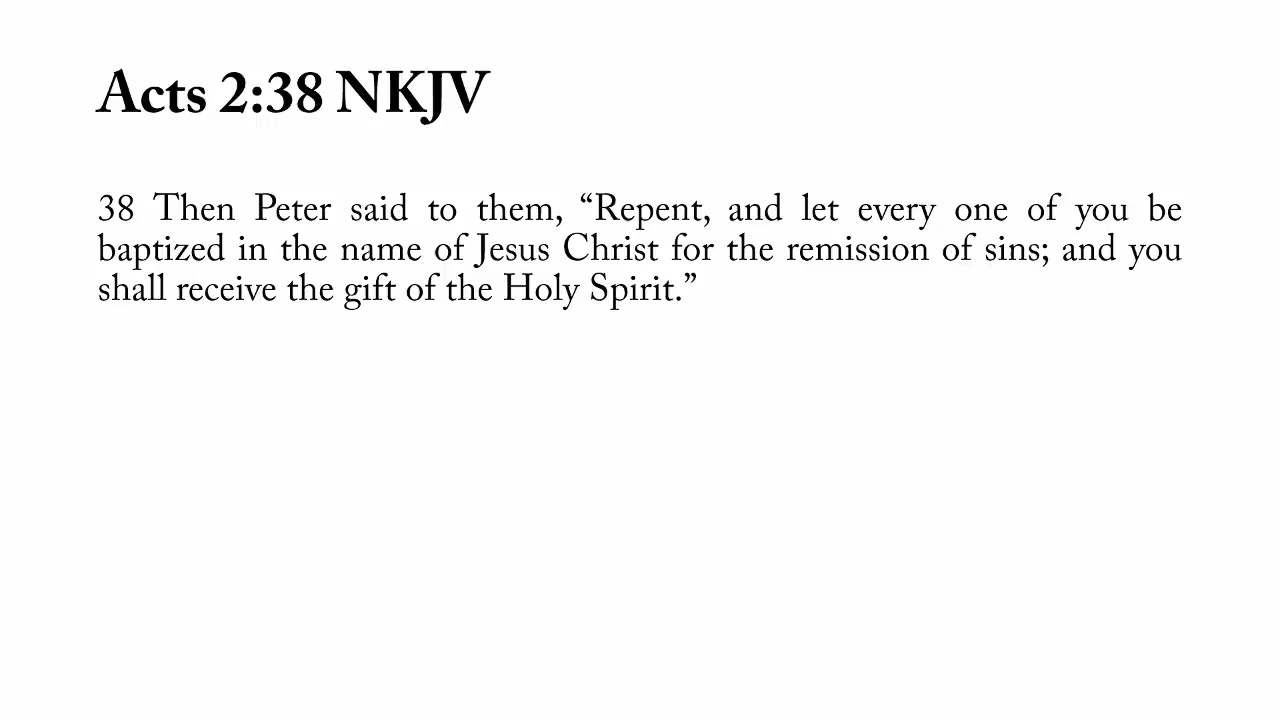 Acts 2:38 NKJV
38 Then Peter said to them, “Repent, and let every one of you be
baptized in the name of Jesus Christ for the remission of sins; and you
shall receive the gift of the Holy Spirit.”